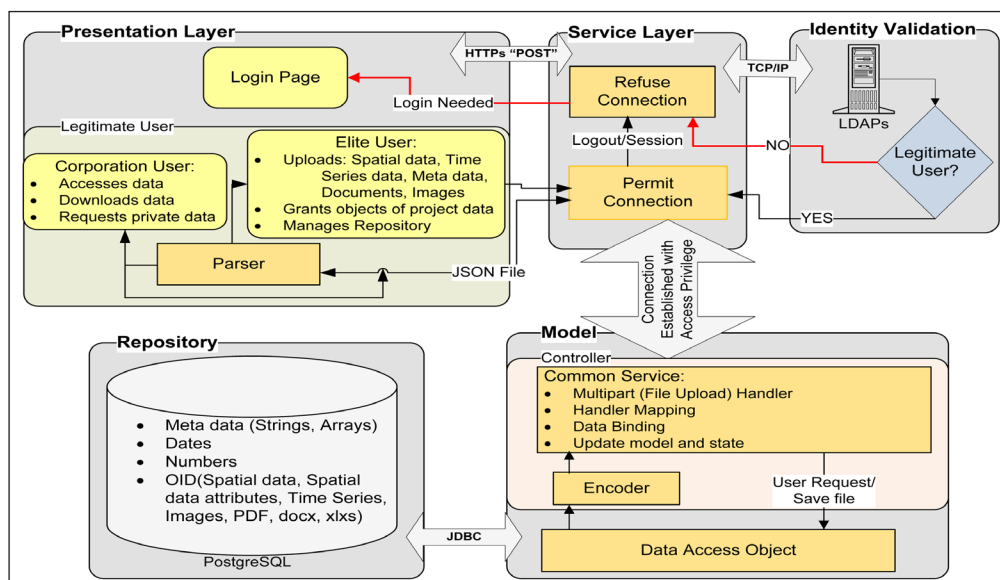 Presentation Layer
Service Layer
Identity Validation
HTTPs “POST”
TCP/IP
Login Page
Refuse
Connection
Login Needed
LDAPs
Legitimate User
Elite User:
• Uploads: Spatial data, Time
Series data, Meta data,
Documents, Images
• Grants objects of project data
• Manages Repository
Corporation User:
• Accesses data
• Downloads data
• Requests private data
Logout/Session
NO
Legitimate
User?
Permit
Connection
YES
Parser
JSON File
Connection
Established with
Access Privilege
Repository
Model
Controller
Meta data (Strings, Arrays)
• Dates
• Numbers
• OID(Spatial data, Spatial
data attributes, Time Series,
Images, PDF, docx, xlxs)
PostgreSQL
Common Service:
• Multipart (File Upload) Handler
• Handler Mapping
• Data Binding
• Update model and state
Encoder
User Request/
Save file
JDBC
Data Access Object